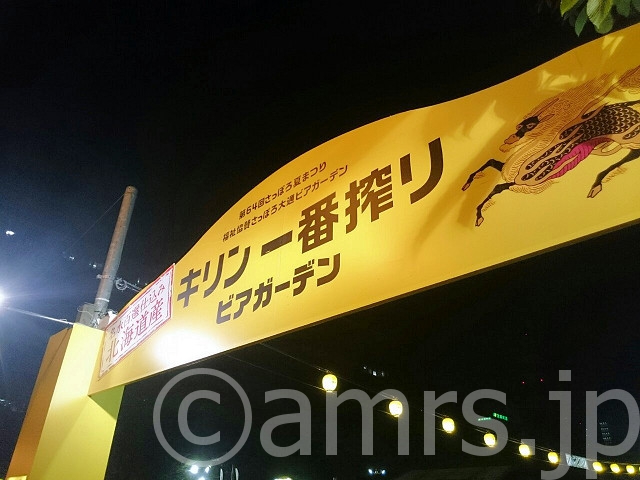 第64回さっぽろ夏まつり
福祉協賛さっぽろ大通ビアガーデン
キリン一番搾り
ビアガーデン
北海道産
©amrs.jp